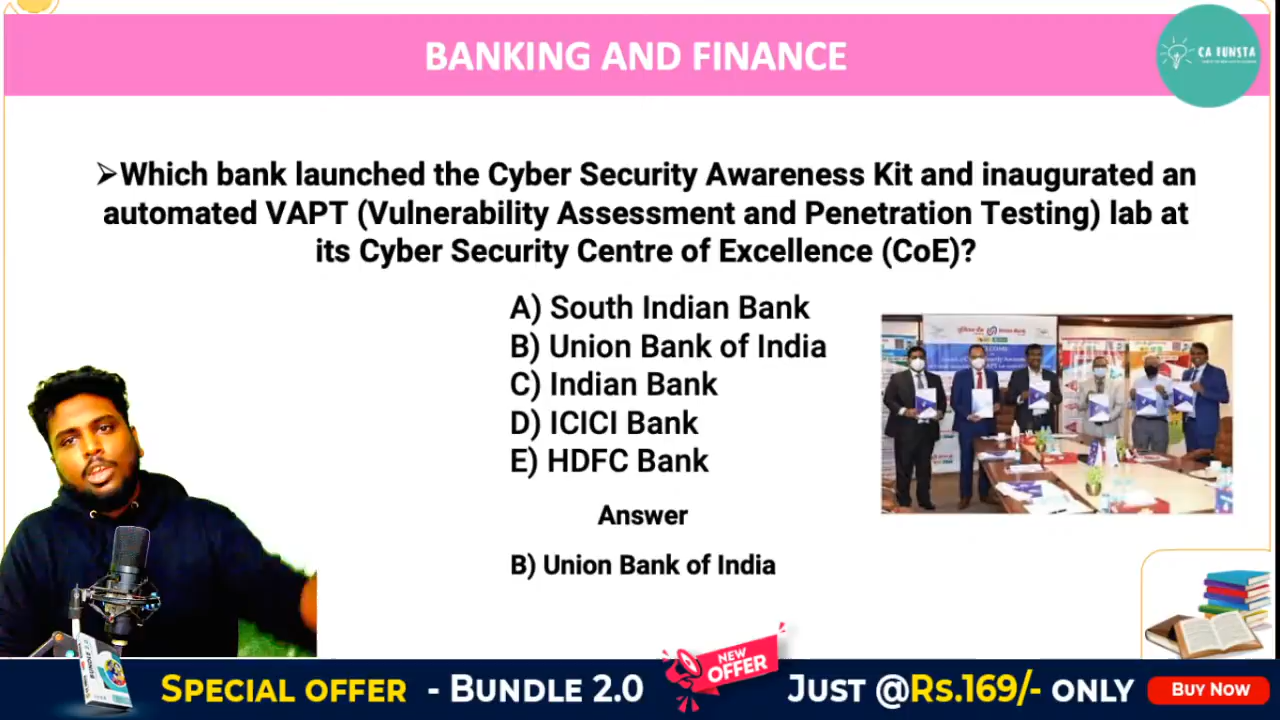 BANKING AND FINANCE
CA FUNSTA
➢Which bank launched the Cyber Security Awareness Kit and inaugurated an
automated VAPT (Vulnerability Assessment and Penetration Testing) lab at
its Cyber Security Centre of Excellence (CoE)?
A) South Indian Bank
B) Union Bank of India
C) Indian Bank
D) ICICI Bank
E) HDFC Bank
Answer
B) Union Bank of India
SPECIAL OFFER - BUNDLE 2.0
NEW
OFFER
JUST @Rs.169/- ONLY
BUY NOW